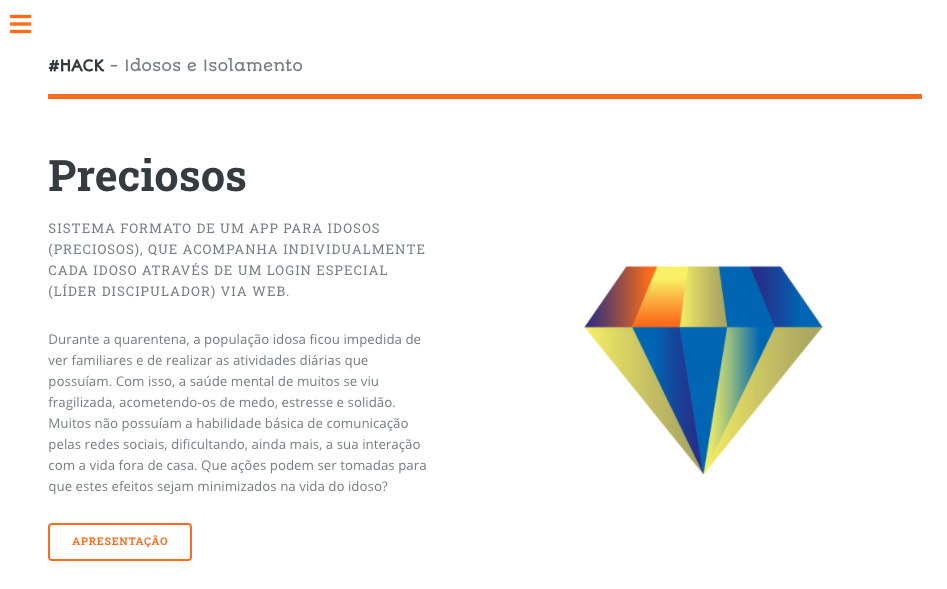 #HACK - Idosos e Isolamento
Preciosos
SISTEMA FORMATO DE UM APP PARA IDOSOS
(PRECIOSOS), QUE ACOMPANHA INDIVIDUALMENTE
CADA IDOSO ATRAVÉS DE UM LOGIN ESPECIAL
(LÍDER DISCIPULADOR) VIA WEB.
Durante a quarentena, a população idosa ficou impedida de
ver familiares e de realizar as atividades diárias que
possuíam. Com isso, a saúde mental de muitos se viu
fragilizada, acometendo-os de medo, estresse e solidão.
Muitos não possuíam a habilidade básica de comunicação
pelas redes sociais, dificultando, ainda mais, a sua interação
com a vida fora de casa. Que ações podem ser tomadas para
que estes efeitos sejam minimizados na vida do idoso?
APRESENTAÇÃO